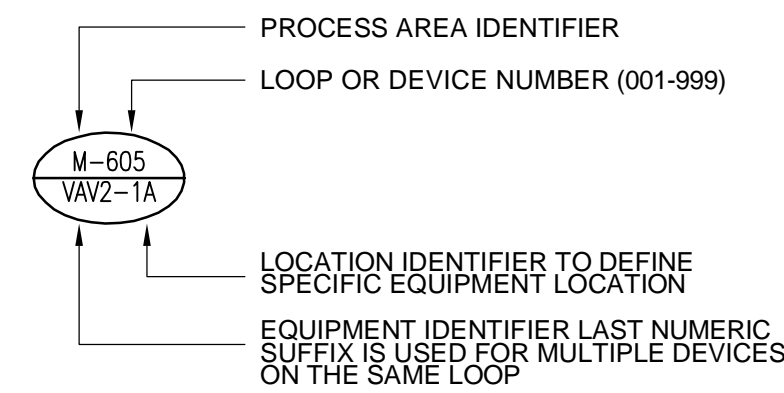 PROCESS AREA IDENTIFIER
LOOP OR DEVICE NUMBER (001-999)
M-605
VAV2-1A
LOCATION IDENTIFIER TO DEFINE
SPECIFIC EQUIPMENT LOCATION
EQUIPMENT IDENTIFIER LAST NUMERIC
SUFFIX IS USED FOR MULTIPLE DEVICES
ON THE SAME LOOP